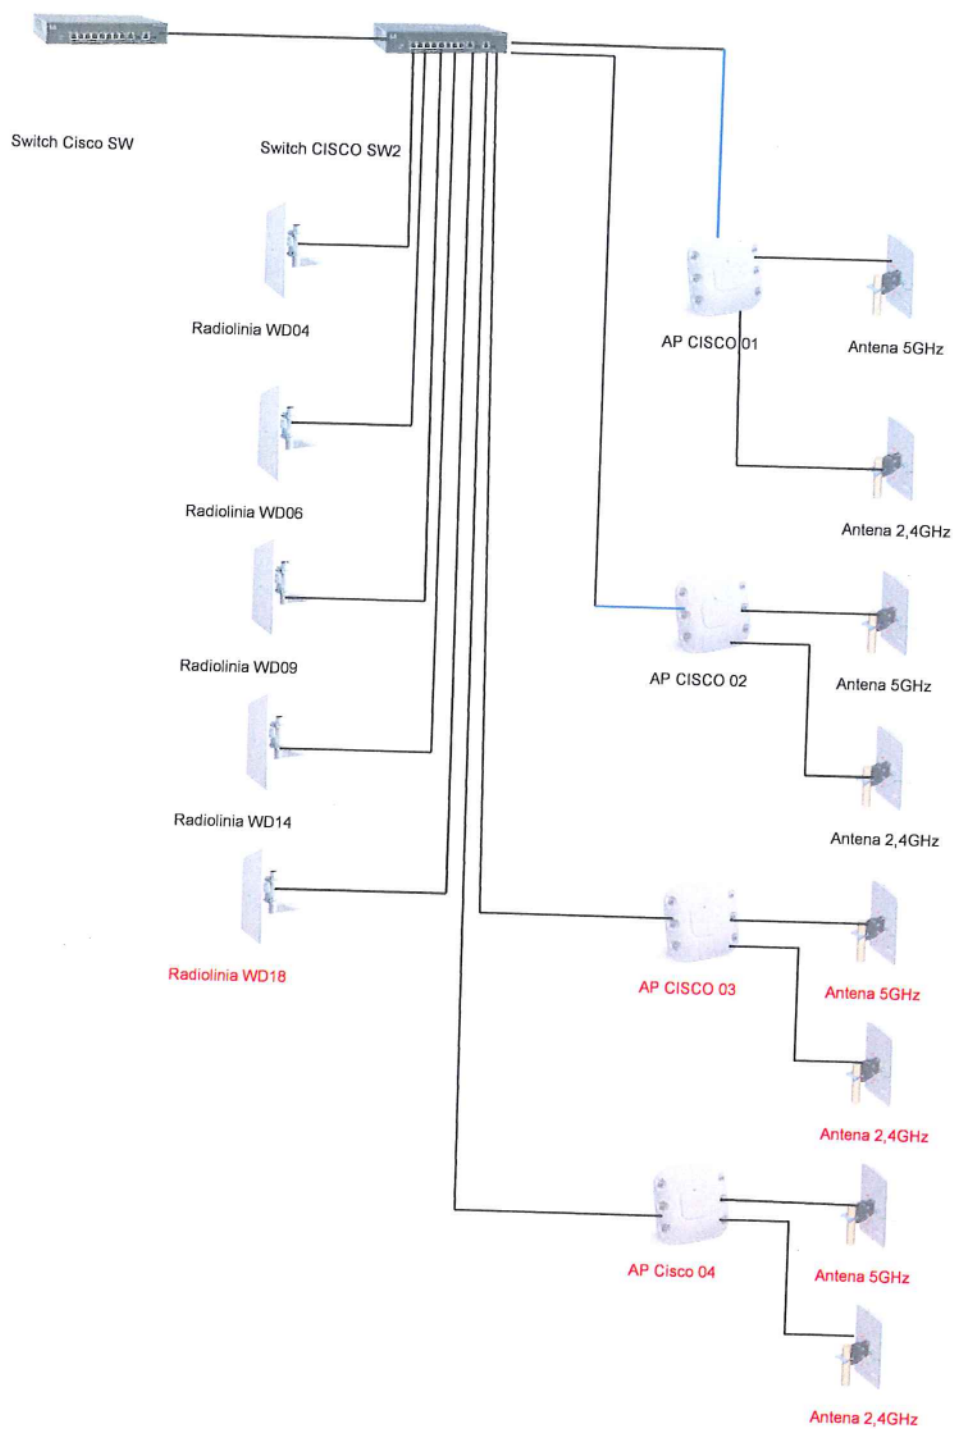 Switch Cisco SW
Switch CISCO SW2
Radiolinia WD04
AP CISCO 01
Antena 5GHz
Radiolinia WD06
Antena 2,4GHz
Radiolinia WD09
AP CISCO 02
Antena 5GHz
Radiolinia WD14
Antena 2,4GHz
Radiolinia WD18
AP CISCO 03
Antena 5GHz
Antena 2,4GHz
AP Cisco 04
Antena 5GHz
Antena 2,4GHz